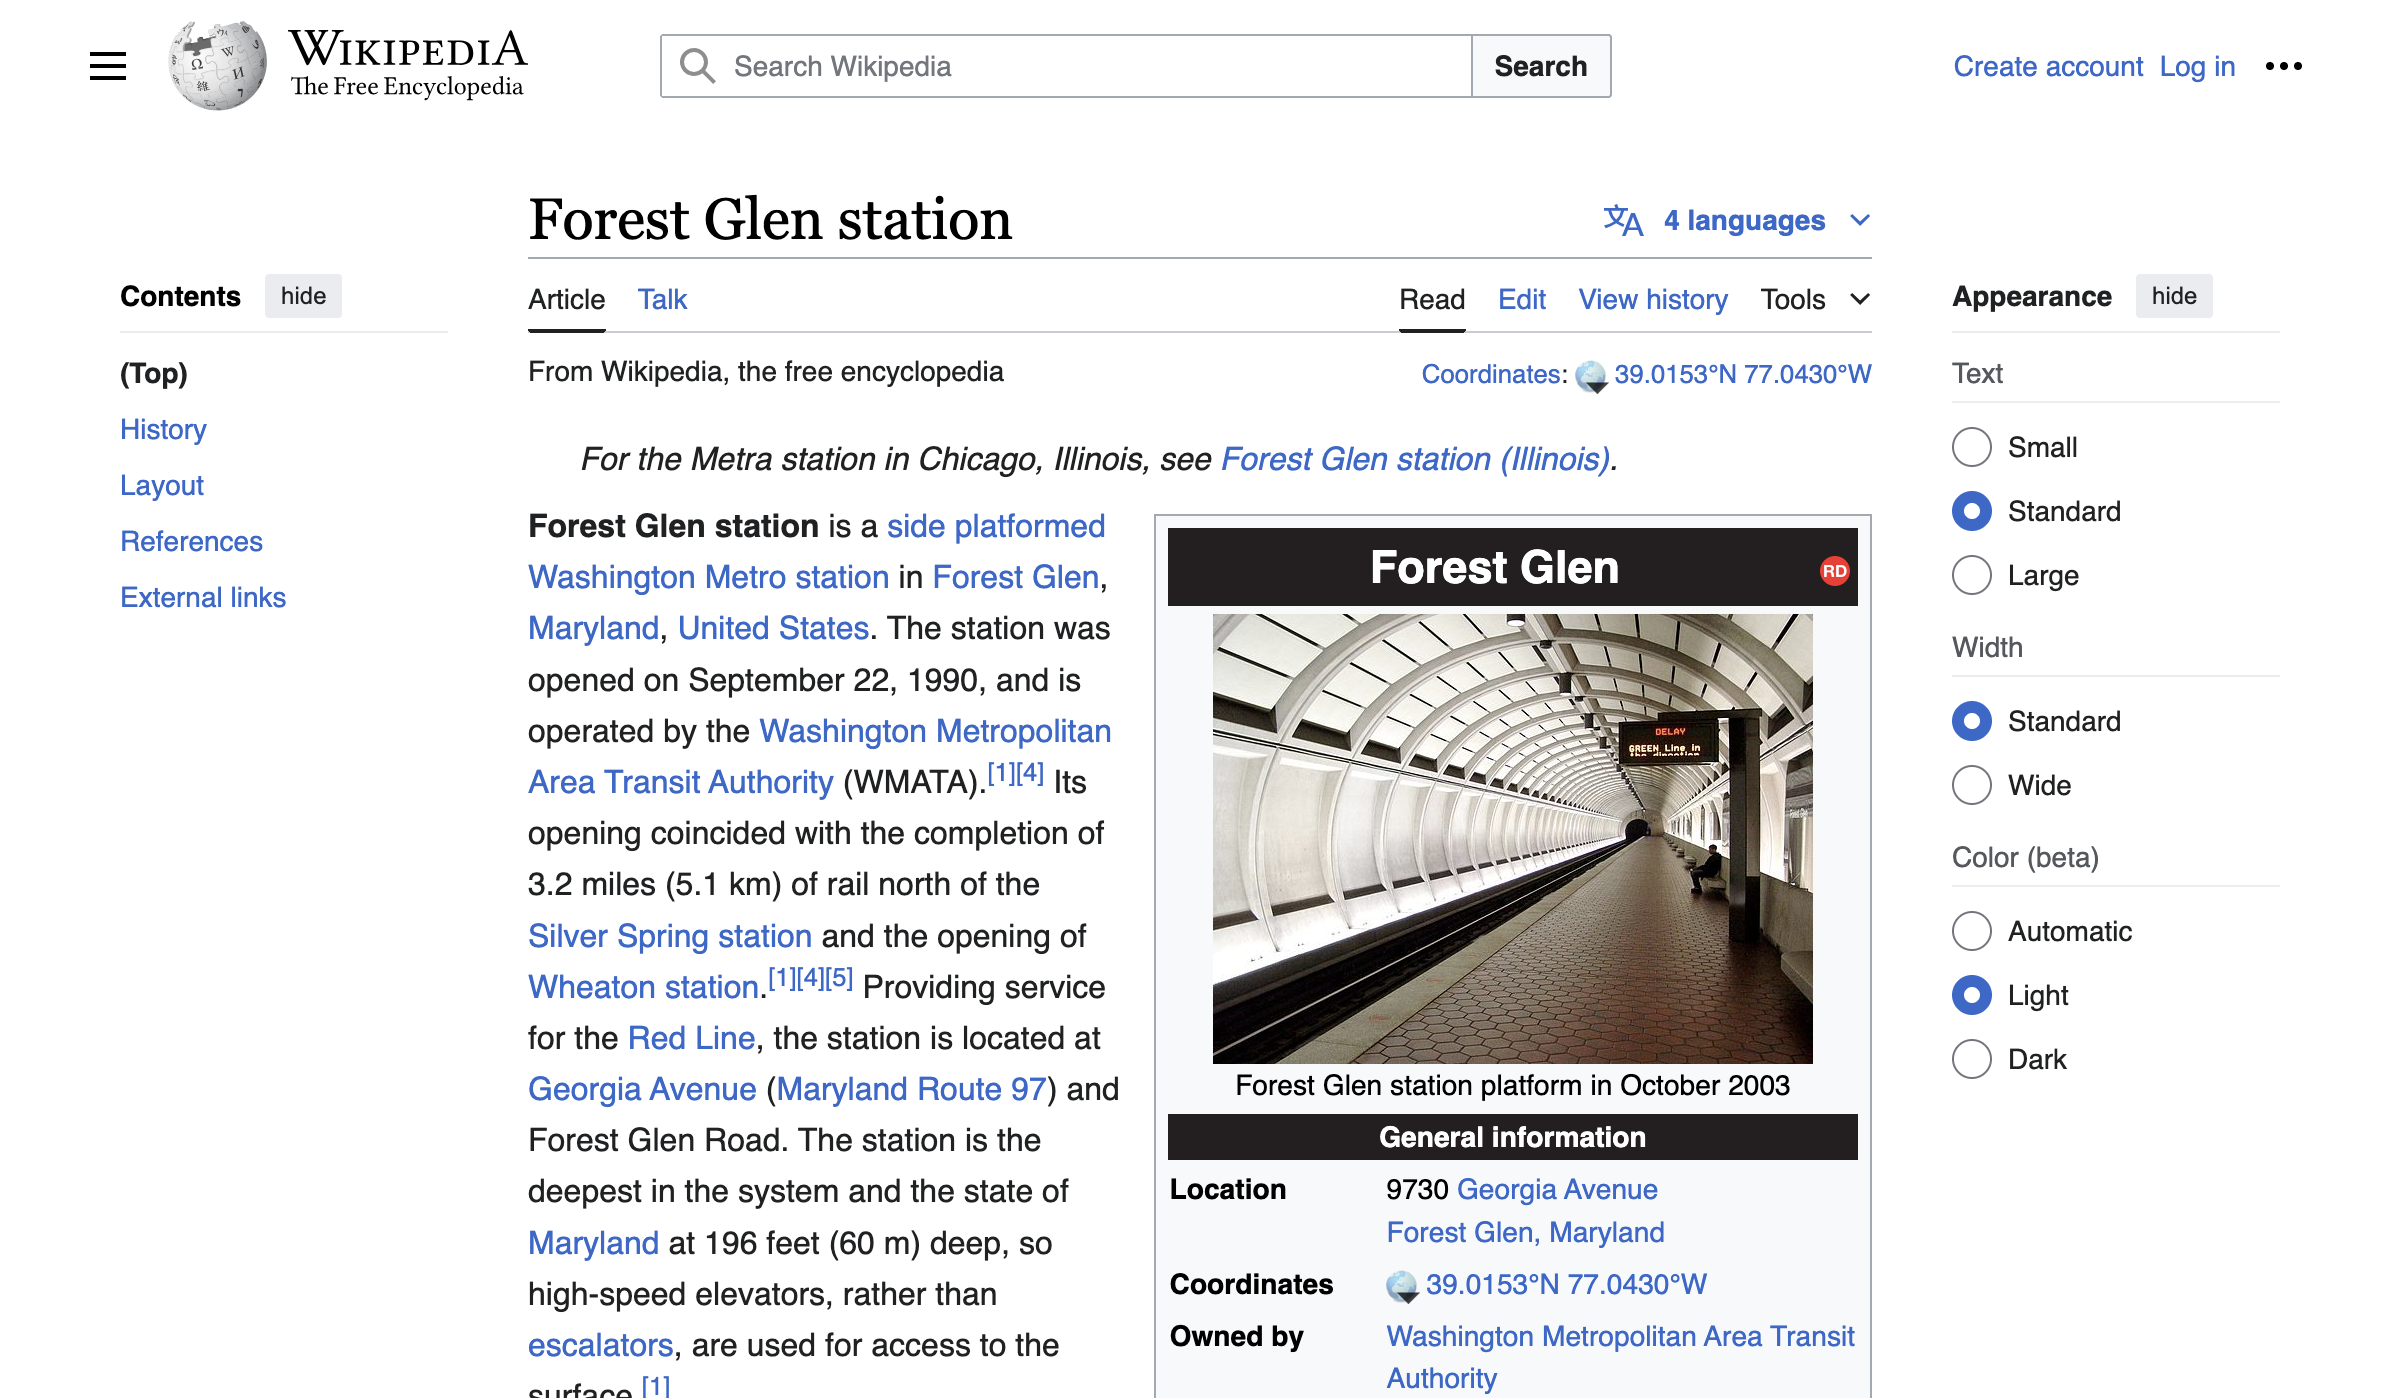 WIKIPEDIA
The Free Encyclopedia
Search Wikipedia
Search
Create account Log in
Forest Glen station
4 languages
Contents hide
(Top)
History
Layout
References
External links
Article Talk
Read Edit View history Tools
From Wikipedia, the free encyclopedia
Coordinates: 39.0153°N 77.0430°W
For the Metra station in Chicago, Illinois, see Forest Glen station (Illinois).
Forest Glen station is a side platformed
Washington Metro station in Forest Glen,
Maryland, United States. The station was
opened on September 22, 1990, and is
operated by the Washington Metropolitan
Area Transit Authority (WMATA).[1][4] Its
opening coincided with the completion of
3.2 miles (5.1 km) of rail north of the
Silver Spring station and the opening of
Wheaton station.[1][4][5] Providing service
for the Red Line, the station is located at
Georgia Avenue (Maryland Route 97) and
Forest Glen Road. The station is the
deepest in the system and the state of
Maryland at 196 feet (60 m) deep, so
high-speed elevators, rather than
escalators, are used for access to the
surface.[1]
Forest Glen RD
DELAY
GREEN Line in
the direction
Forest Glen station platform in October 2003
General information
Location 9730 Georgia Avenue
Forest Glen, Maryland
Coordinates 39.0153°N 77.0430°W
Owned by Washington Metropolitan Area Transit
Authority
Appearance hide
Text
Small
Standard
Large
Width
Standard
Wide
Color (beta)
Automatic
Light
Dark